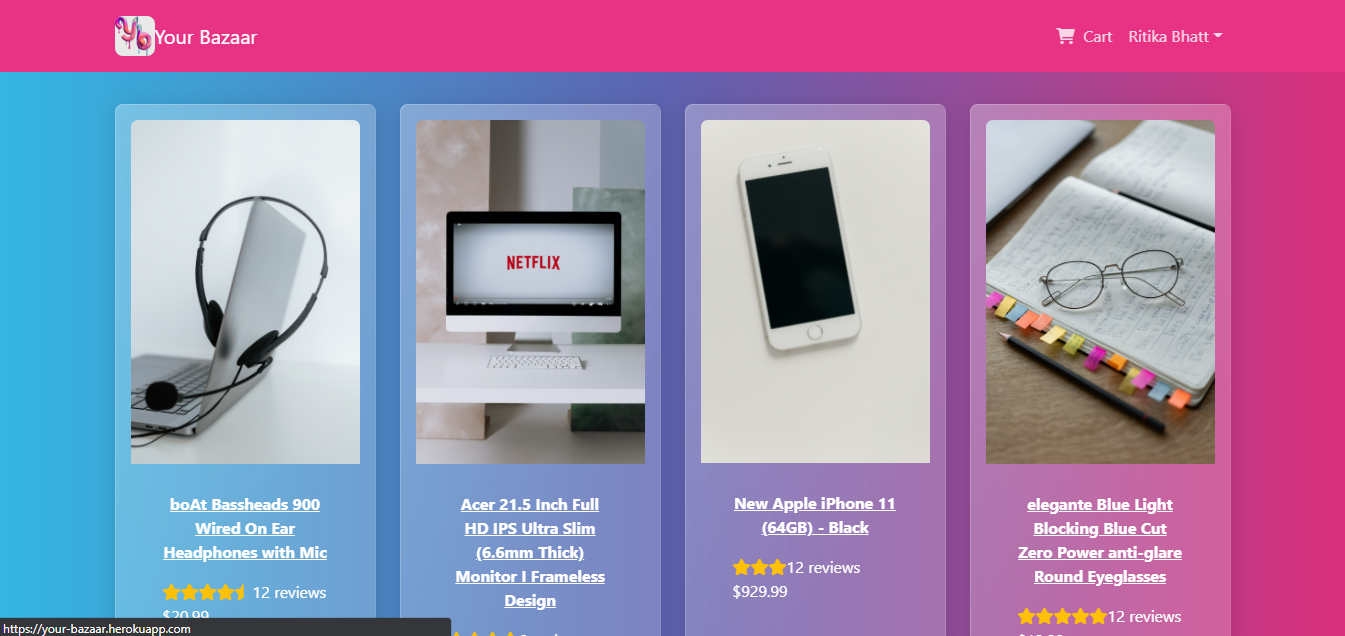 Yb Your Bazaar
Cart Ritika Bhatt
NETFLIX
boAt Bassheads 900
Wired On Ear
Headphones with Mic
12 reviews
$20.99
Acer 21.5 Inch Full
HD IPS Ultra Slim
(6.6mm Thick)
Monitor I Frameless
Design
New Apple iPhone 11
(64GB) - Black
12 reviews
$929.99
elegante Blue Light
Blocking Blue Cut
Zero Power anti-glare
Round Eyeglasses
12 reviews
https://your-bazaar.herokuapp.com